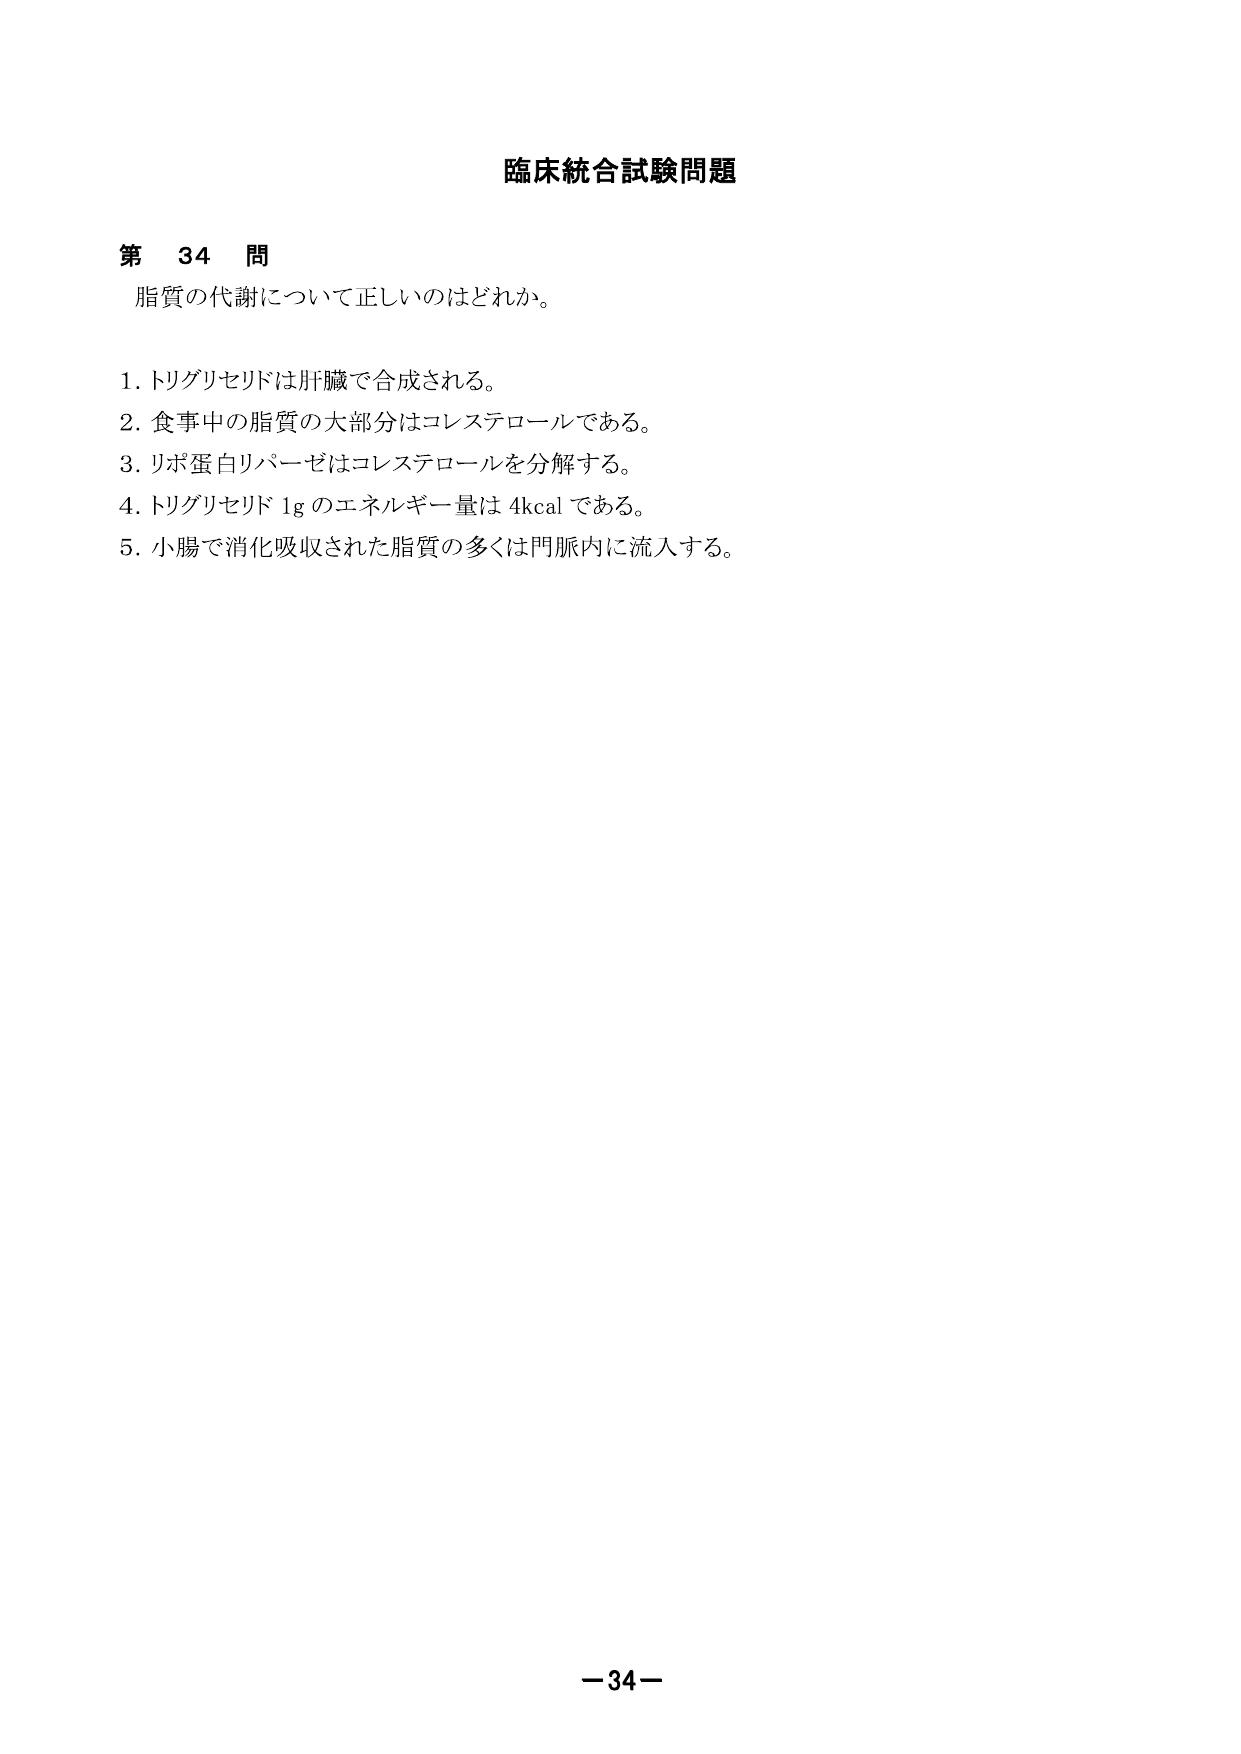 臨床統合試験問題
第 34 問
脂質の代謝について正しいのはどれか。
1. トリグリセリドは肝臓で合成される。
2. 食事中の脂質の大部分はコレステロールである。
3. リポ蛋白リパーゼはコレステロールを分解する。
4. トリグリセリド 1g のエネルギー量は 4kcal である。
5. 小腸で消化吸収された脂質の多くは門脈内に流入する。
－34－